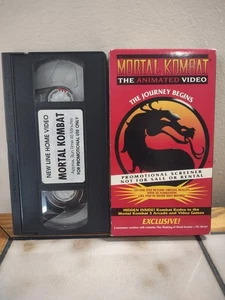 NEW LINE HOME VIDEO
MORTAL KOMBAT
FOR PROMOTIONAL USE ONLY
MORTAL KOMBAT
THE ANIMATED VIDEO
THE JOURNEY BEGINS
PROMOTIONAL SCREENER
NOT FOR SALE OR RENTAL
HIDDEN INSIDE! Kombat Kodes to the
Mortal Kombat 3 Arcade and Video Games
EXCLUSIVE!